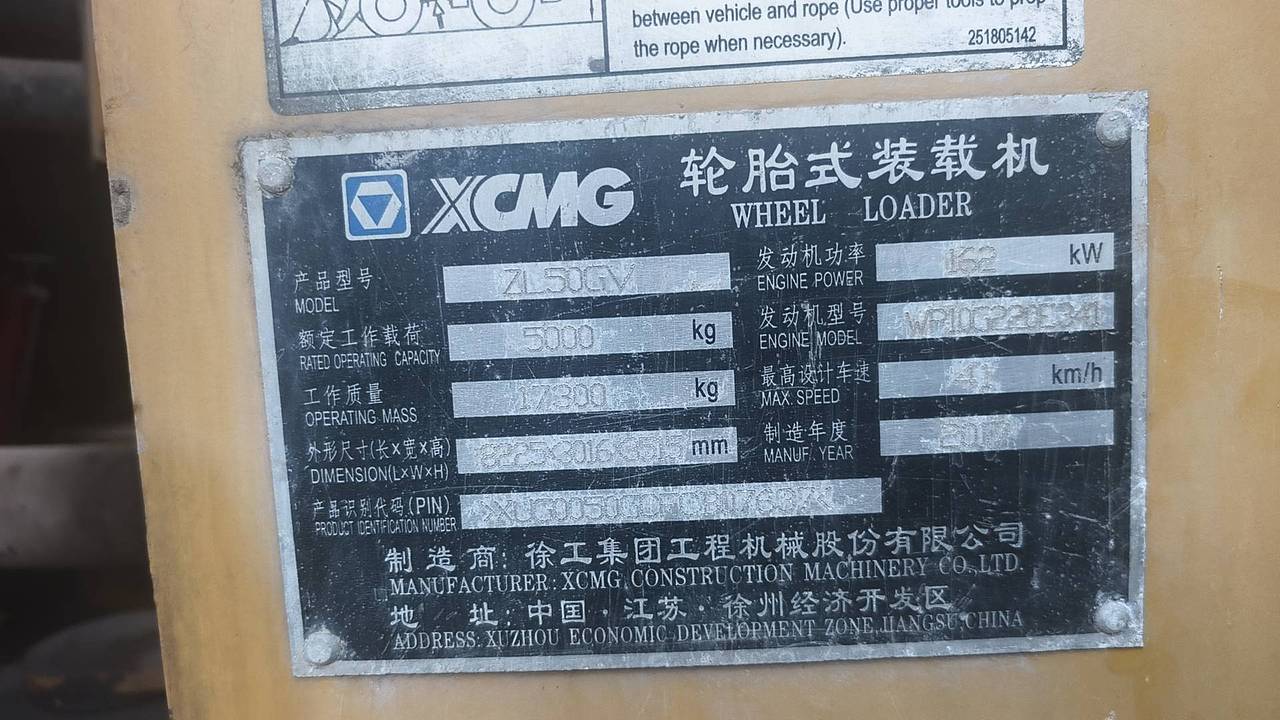 between vehicle and rope (Use proper tools to prop
the rope when necessary).
251805142
XCMG
轮胎式装载机
WHEEL LOADER
产品型号
MODEL
ZL50GV
额定工作载荷
RATED OPERATING CAPACITY
5000 kg
工作质量
OPERATING MASS
17300 kg
外形尺寸(长×宽×高)
DIMENSION(L×W×H)
8225×3016×3515 mm
产品识别代码(PIN)
PRODUCT IDENTIFICATION NUMBER
发动机功率
ENGINE POWER
162 kW
发动机型号
ENGINE MODEL
WP10G220E341
最高设计车速
MAX. SPEED
km/h
制造年度
MANUF. YEAR
制造商:徐工集团工程机械股份有限公司
MANUFACTURER: XCMG CONSTRUCTION MACHINERY CO.,LTD.
地 址:中国·江苏·徐州经济开发区
ADDRESS: XUZHOU ECONOMIC DEVELOPMENT ZONE,JIANGSU,CHINA